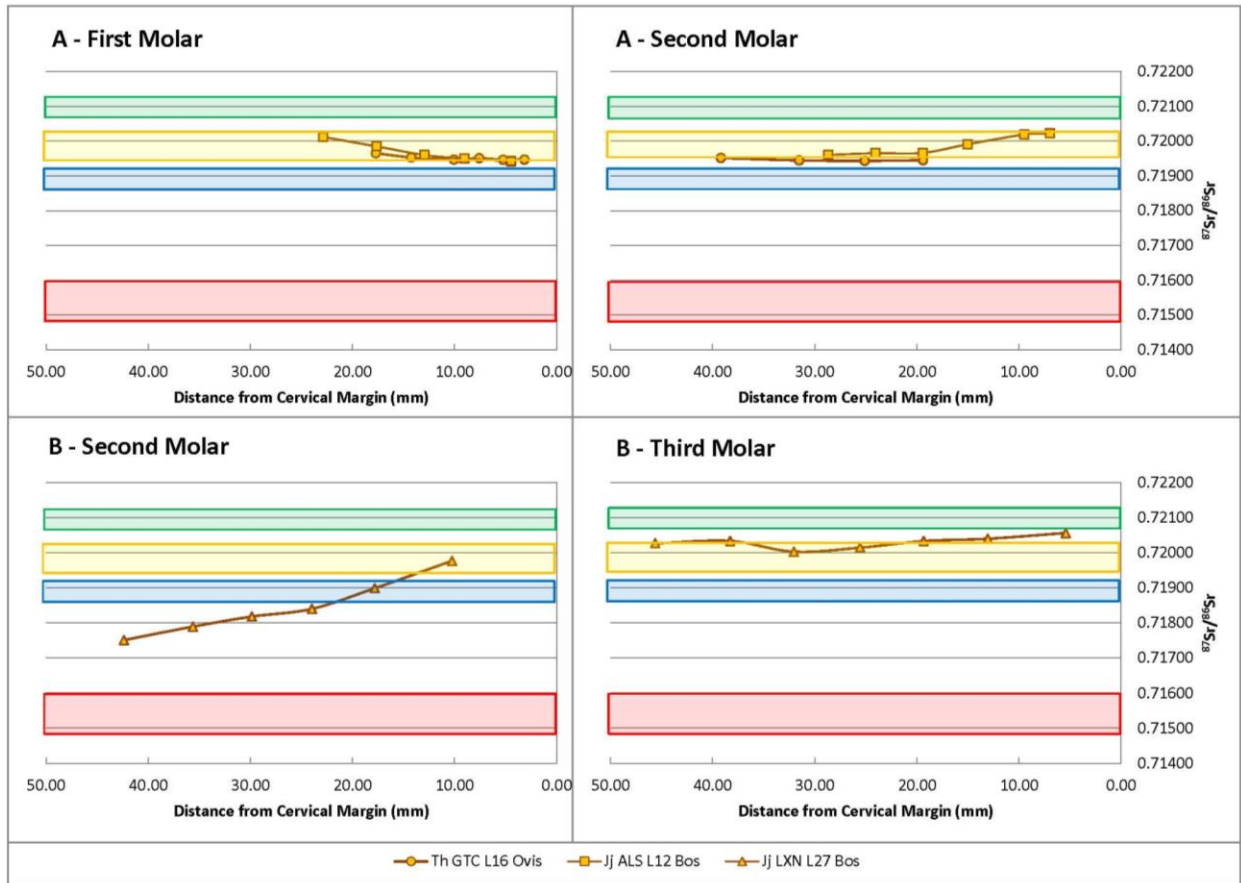 A - First Molar
50.00 40.00 30.00 20.00 10.00 0.00
Distance from Cervical Margin (mm)
A - Second Molar
0.72200
0.72100
0.72000
0.71900
0.71800
0.71700
0.71600
0.71500
0.71400
⁸⁷Sr/⁸⁶Sr
50.00 40.00 30.00 20.00 10.00 0.00
Distance from Cervical Margin (mm)
B - Second Molar
50.00 40.00 30.00 20.00 10.00 0.00
Distance from Cervical Margin (mm)
B - Third Molar
0.72200
0.72100
0.72000
0.71900
0.71800
0.71700
0.71600
0.71500
0.71400
⁸⁷Sr/⁸⁶Sr
50.00 40.00 30.00 20.00 10.00 0.00
Distance from Cervical Margin (mm)
Th GTC L16 Ovis Jj ALS L12 Bos Jj LXN L27 Bos